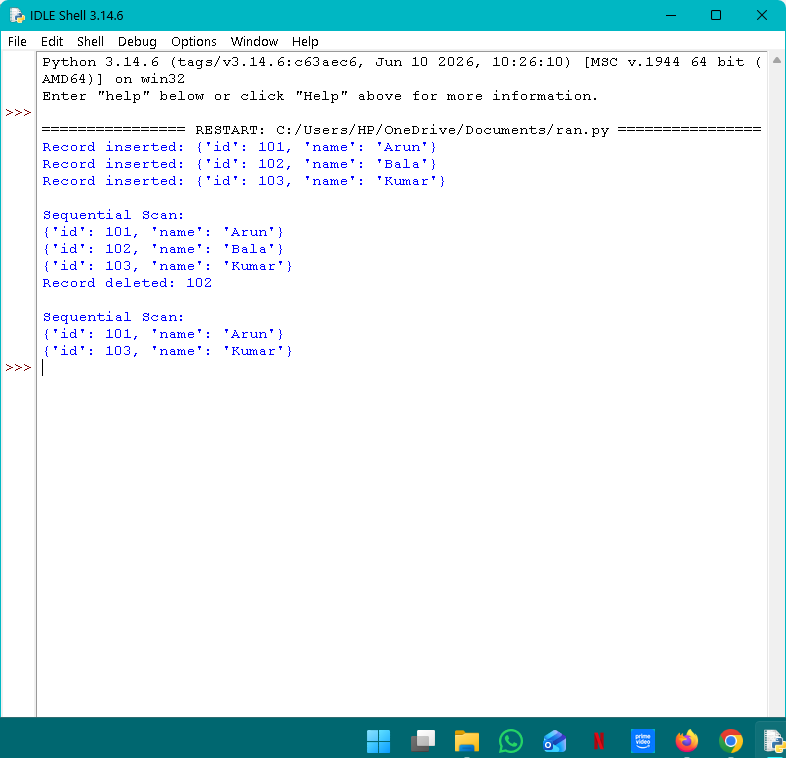 IDLE Shell 3.14.6
File Edit Shell Debug Options Window Help
Python 3.14.6 (tags/v3.14.6:c63aec6, Jun 10 2026, 10:26:10) [MSC v.1944 64 bit (
AMD64)] on win32
Enter "help" below or click "Help" above for more information.
>>>
================ RESTART: C:/Users/HP/OneDrive/Documents/ran.py ================
Record inserted: {'id': 101, 'name': 'Arun'}
Record inserted: {'id': 102, 'name': 'Bala'}
Record inserted: {'id': 103, 'name': 'Kumar'}
Sequential Scan:
{'id': 101, 'name': 'Arun'}
{'id': 102, 'name': 'Bala'}
{'id': 103, 'name': 'Kumar'}
Record deleted: 102
Sequential Scan:
{'id': 101, 'name': 'Arun'}
{'id': 103, 'name': 'Kumar'}
>>>
prime
video